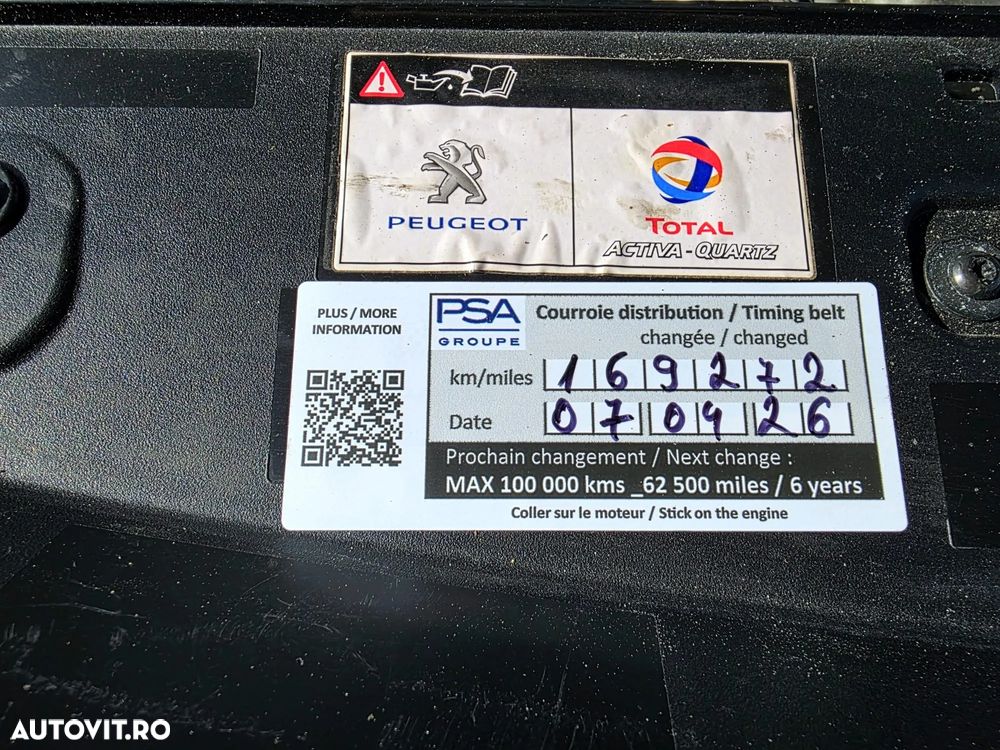 PEUGEOT
TOTAL
ACTIVA - QUARTZ
PLUS / MORE
INFORMATION
PSA
GROUPE
Courroie distribution / Timing belt
changée / changed
km/miles 169272
Date 070426
Prochain changement / Next change :
MAX 100 000 kms _62 500 miles / 6 years
Coller sur le moteur / Stick on the engine
AUTOVIT.RO